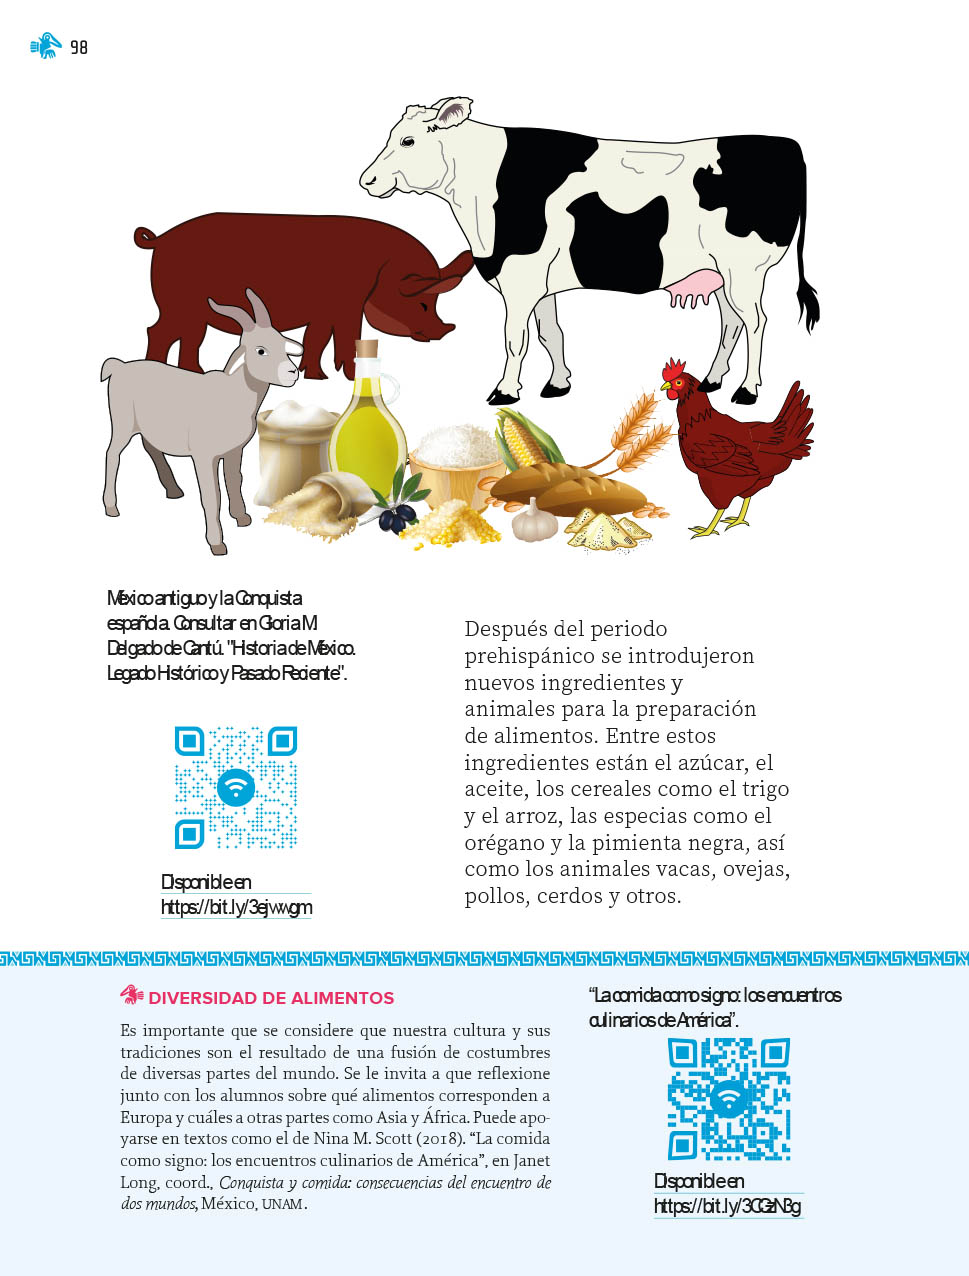 98
México antiguo y la Conquista
española. Consultar en Gloria M.
Delgado de Cantú. "Historia de México.
Legado Histórico y Pasado Reciente".
Disponible en
https://bit.ly/3ejvwgm
Después del periodo
prehispánico se introdujeron
nuevos ingredientes y
animales para la preparación
de alimentos. Entre estos
ingredientes están el azúcar, el
aceite, los cereales como el trigo
y el arroz, las especias como el
orégano y la pimienta negra, así
como los animales vacas, ovejas,
pollos, cerdos y otros.
DIVERSIDAD DE ALIMENTOS
Es importante que se considere que nuestra cultura y sus
tradiciones son el resultado de una fusión de costumbres
de diversas partes del mundo. Se le invita a que reflexione
junto con los alumnos sobre qué alimentos corresponden a
Europa y cuáles a otras partes como Asia y África. Puede apo-
yarse en textos como el de Nina M. Scott (2018). “La comida
como signo: los encuentros culinarios de América”, en Janet
Long, coord., Conquista y comida: consecuencias del encuentro de
dos mundos, México, UNAM.
“La comida como signo: los encuentros
culinarios de América”.
Disponible en
https://bit.ly/3CGzN3g